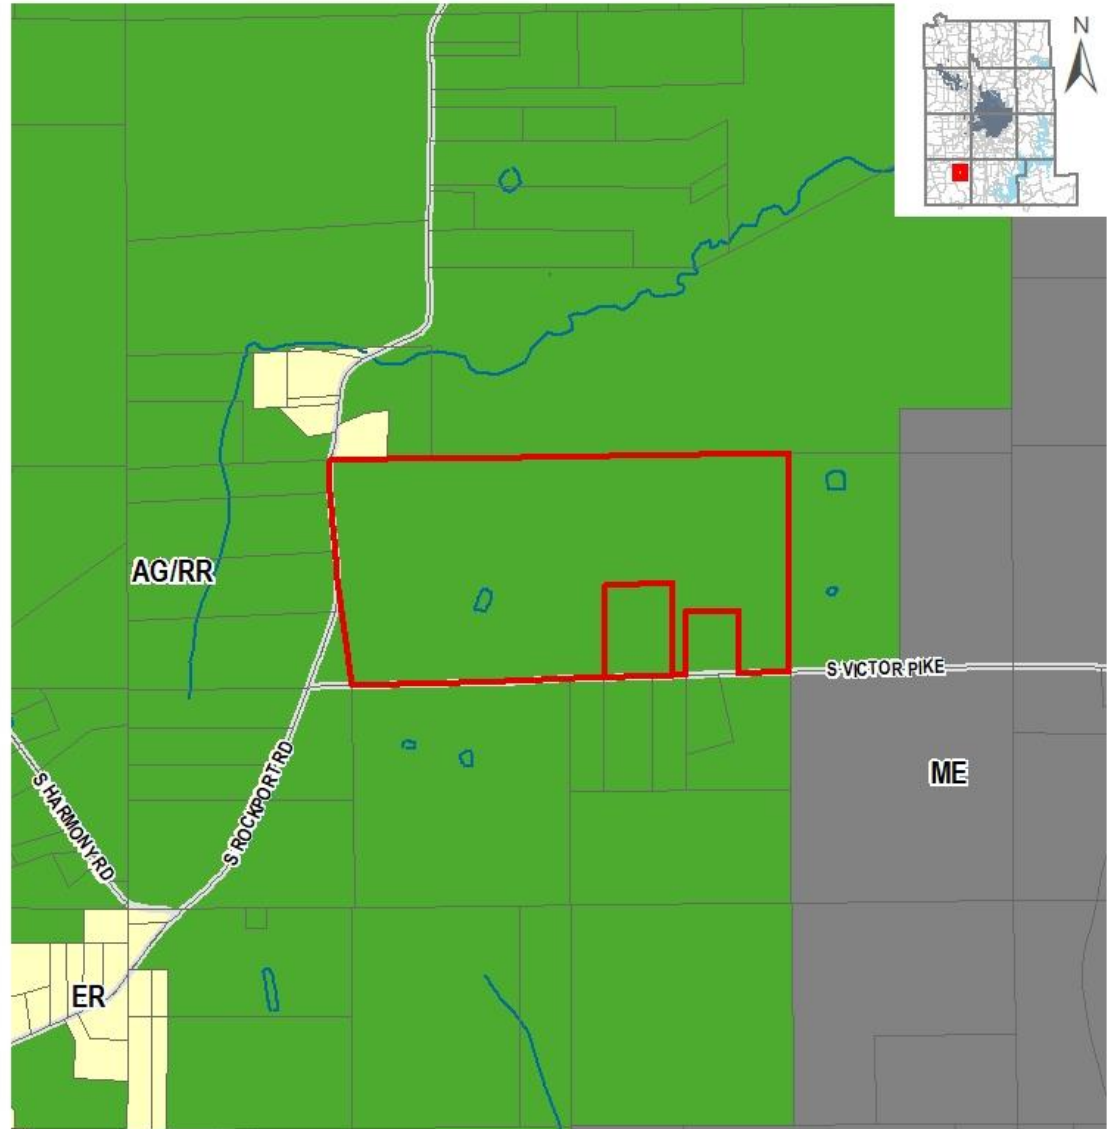 N
AG/RR
S VICTOR PIKE
ME
S ROCKPORT RD
S HARMONY RD
ER